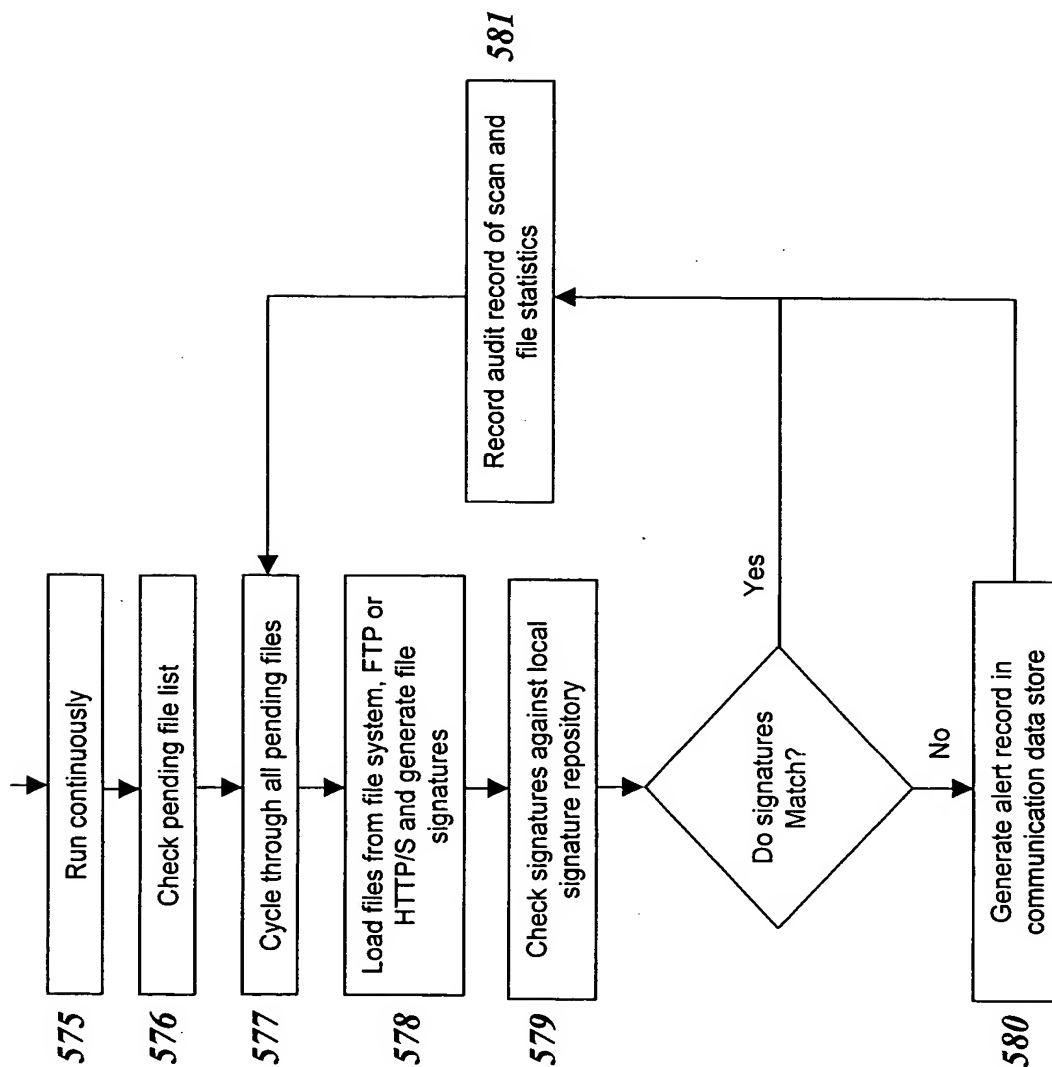 575
Run continuously
576
Check pending file list
577
Cycle through all pending files
578
Load files from file system, FTP or
HTTP/S and generate file
signatures
579
Check signatures against local
signature repository
Do signatures
Match?
Yes
No
580
Generate alert record in
communication data store
581
Record audit record of scan and
file statistics